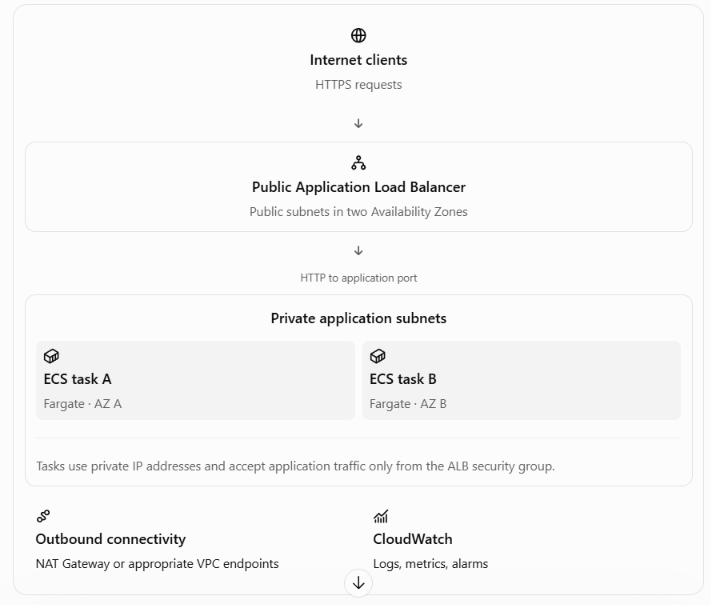 Internet clients
HTTPS requests
Public Application Load Balancer
Public subnets in two Availability Zones
HTTP to application port
Private application subnets
ECS task A
Fargate · AZ A
ECS task B
Fargate · AZ B
Tasks use private IP addresses and accept application traffic only from the ALB security group.
Outbound connectivity
NAT Gateway or appropriate VPC endpoints
CloudWatch
Logs, metrics, alarms